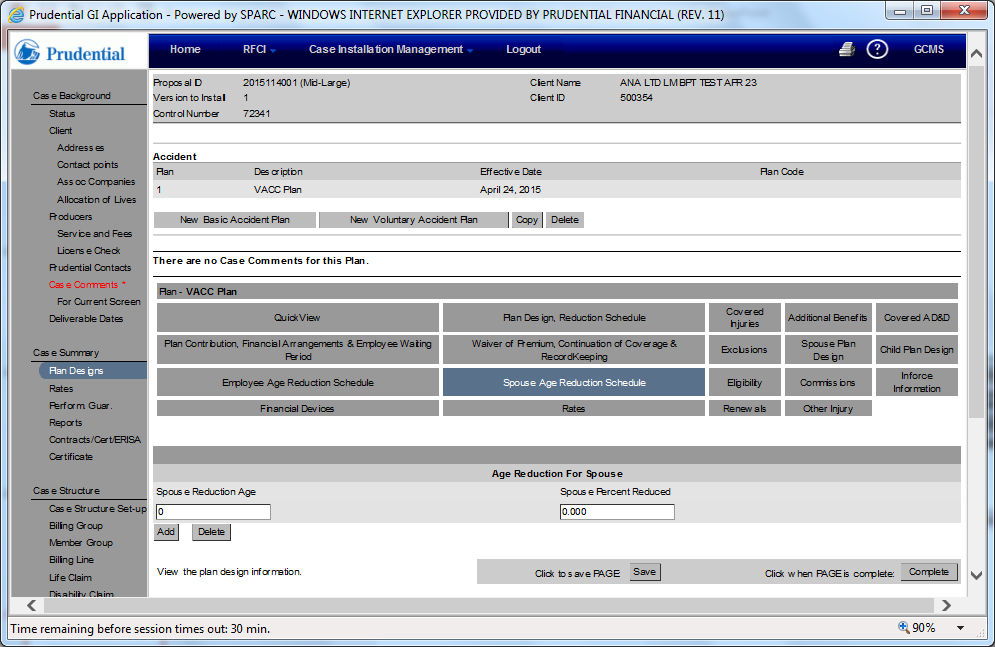 Prudential GI Application - Powered by SPARC - WINDOWS INTERNET EXPLORER PROVIDED BY PRUDENTIAL FINANCIAL (REV. 11)
Prudential
Home RFCI Case Installation Management Logout ? GCMS
Case Background
Status
Client
Addresses
Contact points
Assoc Companies
Allocation of Lives
Producers
Service and Fees
License Check
Prudential Contacts
Case Comments *
For Current Screen
Deliverable Dates
Case Summary
Plan Designs
Rates
Perform. Guar.
Reports
Contracts/Cert/ERISA
Certificate
Case Structure
Case Structure Set-up
Billing Group
Member Group
Billing Line
Life Claim
Disability Claim
Proposal ID 2015114001 (Mid-Large) Client Name ANA LTD LM BPT TEST APR 23
Version to Install 1 Client ID 500354
Control Number 72341
Accident
Plan Description Effective Date Plan Code
1 VACC Plan April 24, 2015
New Basic Accident Plan New Voluntary Accident Plan Copy Delete
There are no Case Comments for this Plan.
Plan - VACC Plan
QuickView Plan Design, Reduction Schedule Covered Injuries Additional Benefits Covered AD&D
Plan Contribution, Financial Arrangements & Employee Waiting Period Waiver of Premium, Continuation of Coverage & RecordKeeping Exclusions Spouse Plan Design Child Plan Design
Employee Age Reduction Schedule Spouse Age Reduction Schedule Eligibility Commissions Inforce Information
Financial Devices Rates Renewals Other Injury
Age Reduction For Spouse
Spouse Reduction Age Spouse Percent Reduced
0 0.000
Add Delete
View the plan design information. Click to save PAGE Save Click when PAGE is complete: Complete
Time remaining before session times out: 30 min. 90%